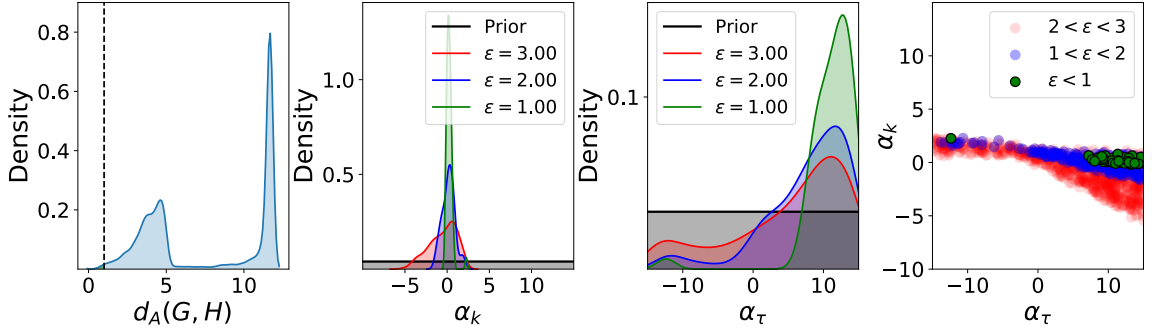 Density
0.8
0.6
0.4
0.2
0
5
10
d_A(G, H)
Density
1.0
0.5
Prior
ε = 3.00
ε = 2.00
ε = 1.00
−5
0
5
10
α_k
Density
0.1
Prior
ε = 3.00
ε = 2.00
ε = 1.00
−10
0
10
α_τ
α_k
10
5
0
−5
−10
2 < ε < 3
1 < ε < 2
ε < 1
−10
0
10
α_τ